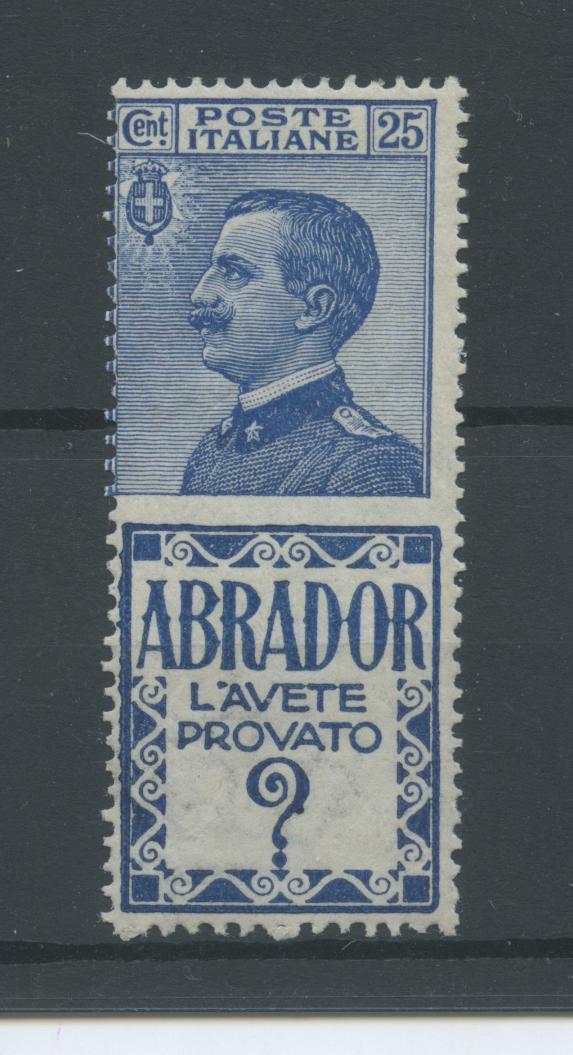 Cent. POSTE 25
ITALIANE
ABRADOR
L'AVETE
PROVATO
?